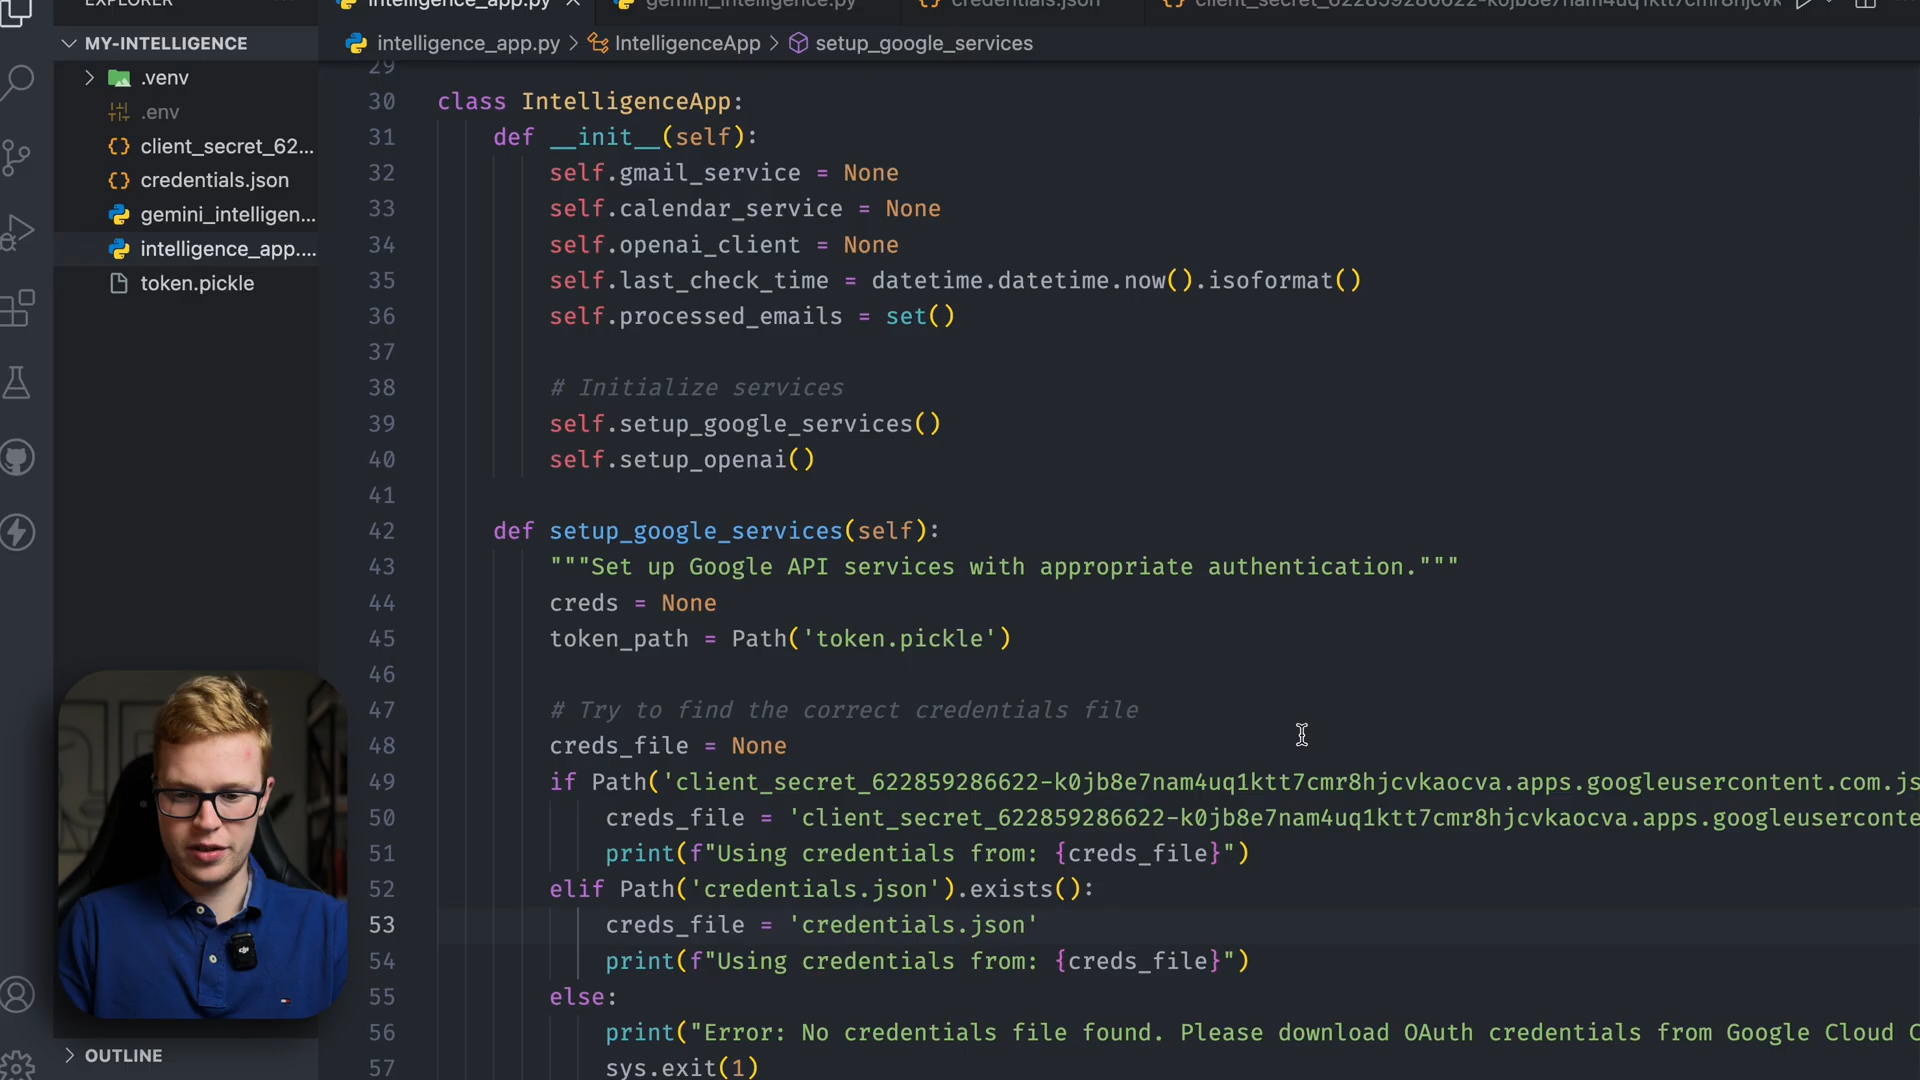 EXPLORER
intelligence_app.py
gemini_intelligence.py
credentials.json
client_secret_622859286622-k0jb8e7nam4uq1ktt7cmr8hjcvk
MY-INTELLIGENCE
intelligence_app.py > IntelligenceApp > setup_google_services
.venv
.env
client_secret_62...
credentials.json
gemini_intelligen...
intelligence_app....
token.pickle
OUTLINE
29
30 class IntelligenceApp:
31 def __init__(self):
32 self.gmail_service = None
33 self.calendar_service = None
34 self.openai_client = None
35 self.last_check_time = datetime.datetime.now().isoformat()
36 self.processed_emails = set()
37
38 # Initialize services
39 self.setup_google_services()
40 self.setup_openai()
41
42 def setup_google_services(self):
43 """Set up Google API services with appropriate authentication."""
44 creds = None
45 token_path = Path('token.pickle')
46
47 # Try to find the correct credentials file
48 creds_file = None
49 if Path('client_secret_622859286622-k0jb8e7nam4uq1ktt7cmr8hjcvkaocva.apps.googleusercontent.com.js
50 creds_file = 'client_secret_622859286622-k0jb8e7nam4uq1ktt7cmr8hjcvkaocva.apps.googleuserconte
51 print(f"Using credentials from: {creds_file}")
52 elif Path('credentials.json').exists():
53 creds_file = 'credentials.json'
54 print(f"Using credentials from: {creds_file}")
55 else:
56 print("Error: No credentials file found. Please download OAuth credentials from Google Cloud C
57 sys.exit(1)